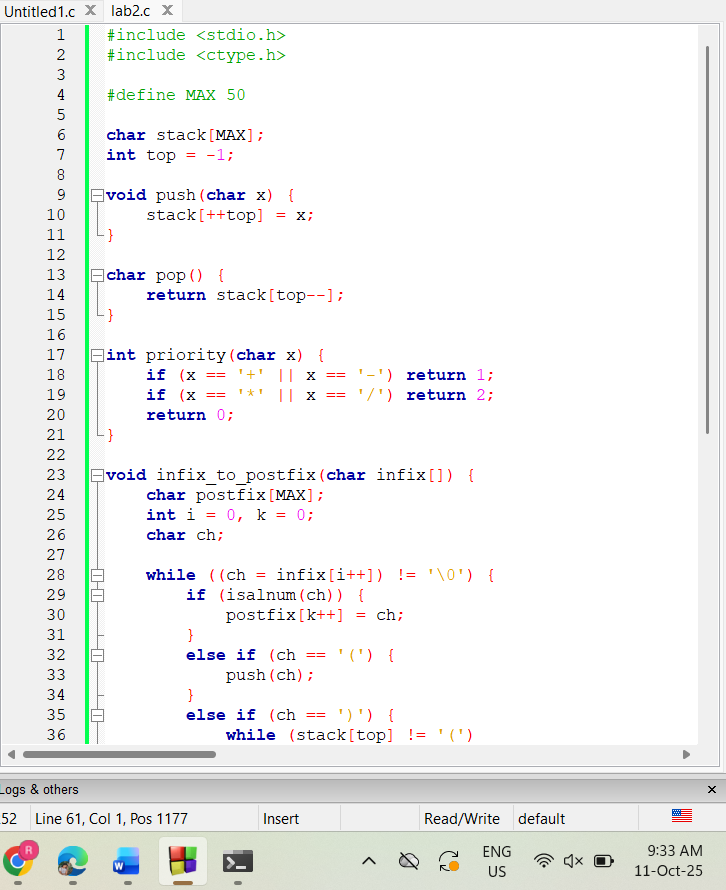 Untitled1.c X lab2.c X
1 #include <stdio.h>
2 #include <ctype.h>
3
4 #define MAX 50
5
6 char stack[MAX];
7 int top = -1;
8
9 void push(char x) {
10     stack[++top] = x;
11 }
12
13 char pop() {
14     return stack[top--];
15 }
16
17 int priority(char x) {
18     if (x == '+' || x == '-') return 1;
19     if (x == '*' || x == '/') return 2;
20     return 0;
21 }
22
23 void infix_to_postfix(char infix[]) {
24     char postfix[MAX];
25     int i = 0, k = 0;
26     char ch;
27
28     while ((ch = infix[i++]) != '\0') {
29         if (isalnum(ch)) {
30             postfix[k++] = ch;
31         }
32         else if (ch == '(') {
33             push(ch);
34         }
35         else if (ch == ')') {
36             while (stack[top] != '(')
Logs & others
52 Line 61, Col 1, Pos 1177 Insert Read/Write default
R W ENG 9:33 AM
US 11-Oct-25